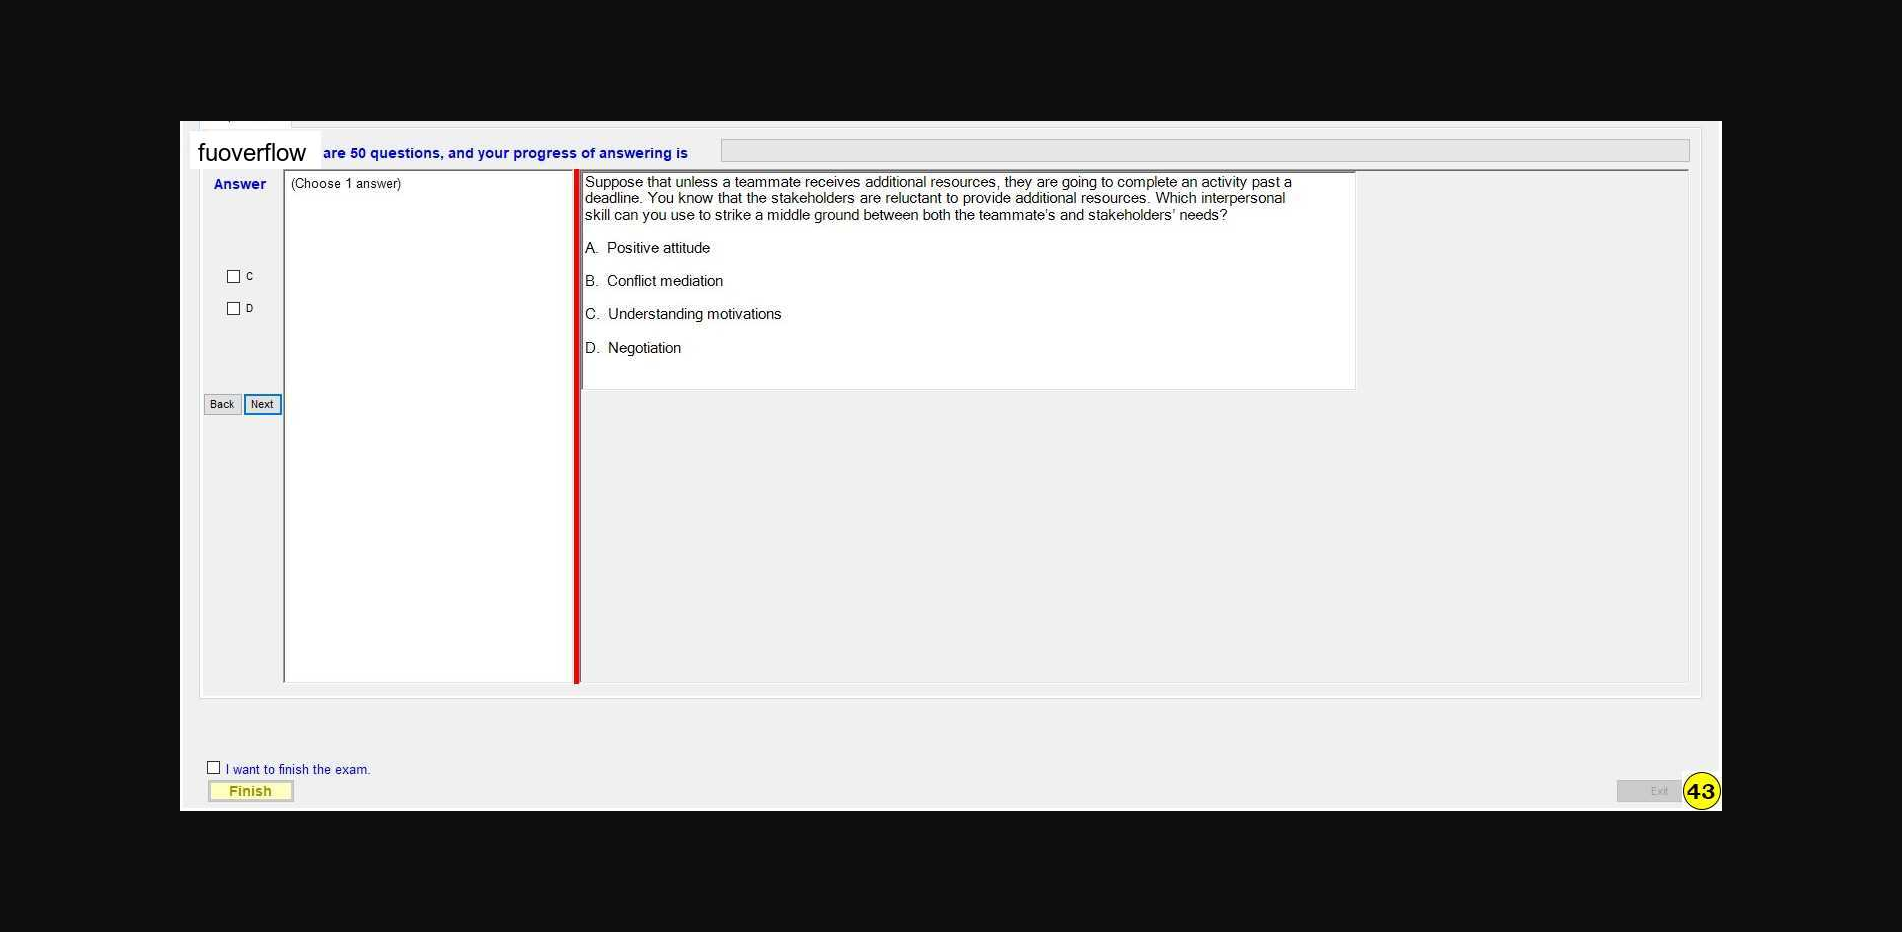 fuoverflow are 50 questions, and your progress of answering is
Answer
(Choose 1 answer)
C
D
Back Next
Suppose that unless a teammate receives additional resources, they are going to complete an activity past a
deadline. You know that the stakeholders are reluctant to provide additional resources. Which interpersonal
skill can you use to strike a middle ground between both the teammate's and stakeholders' needs?
A. Positive attitude
B. Conflict mediation
C. Understanding motivations
D. Negotiation
I want to finish the exam.
Finish
Exit
43